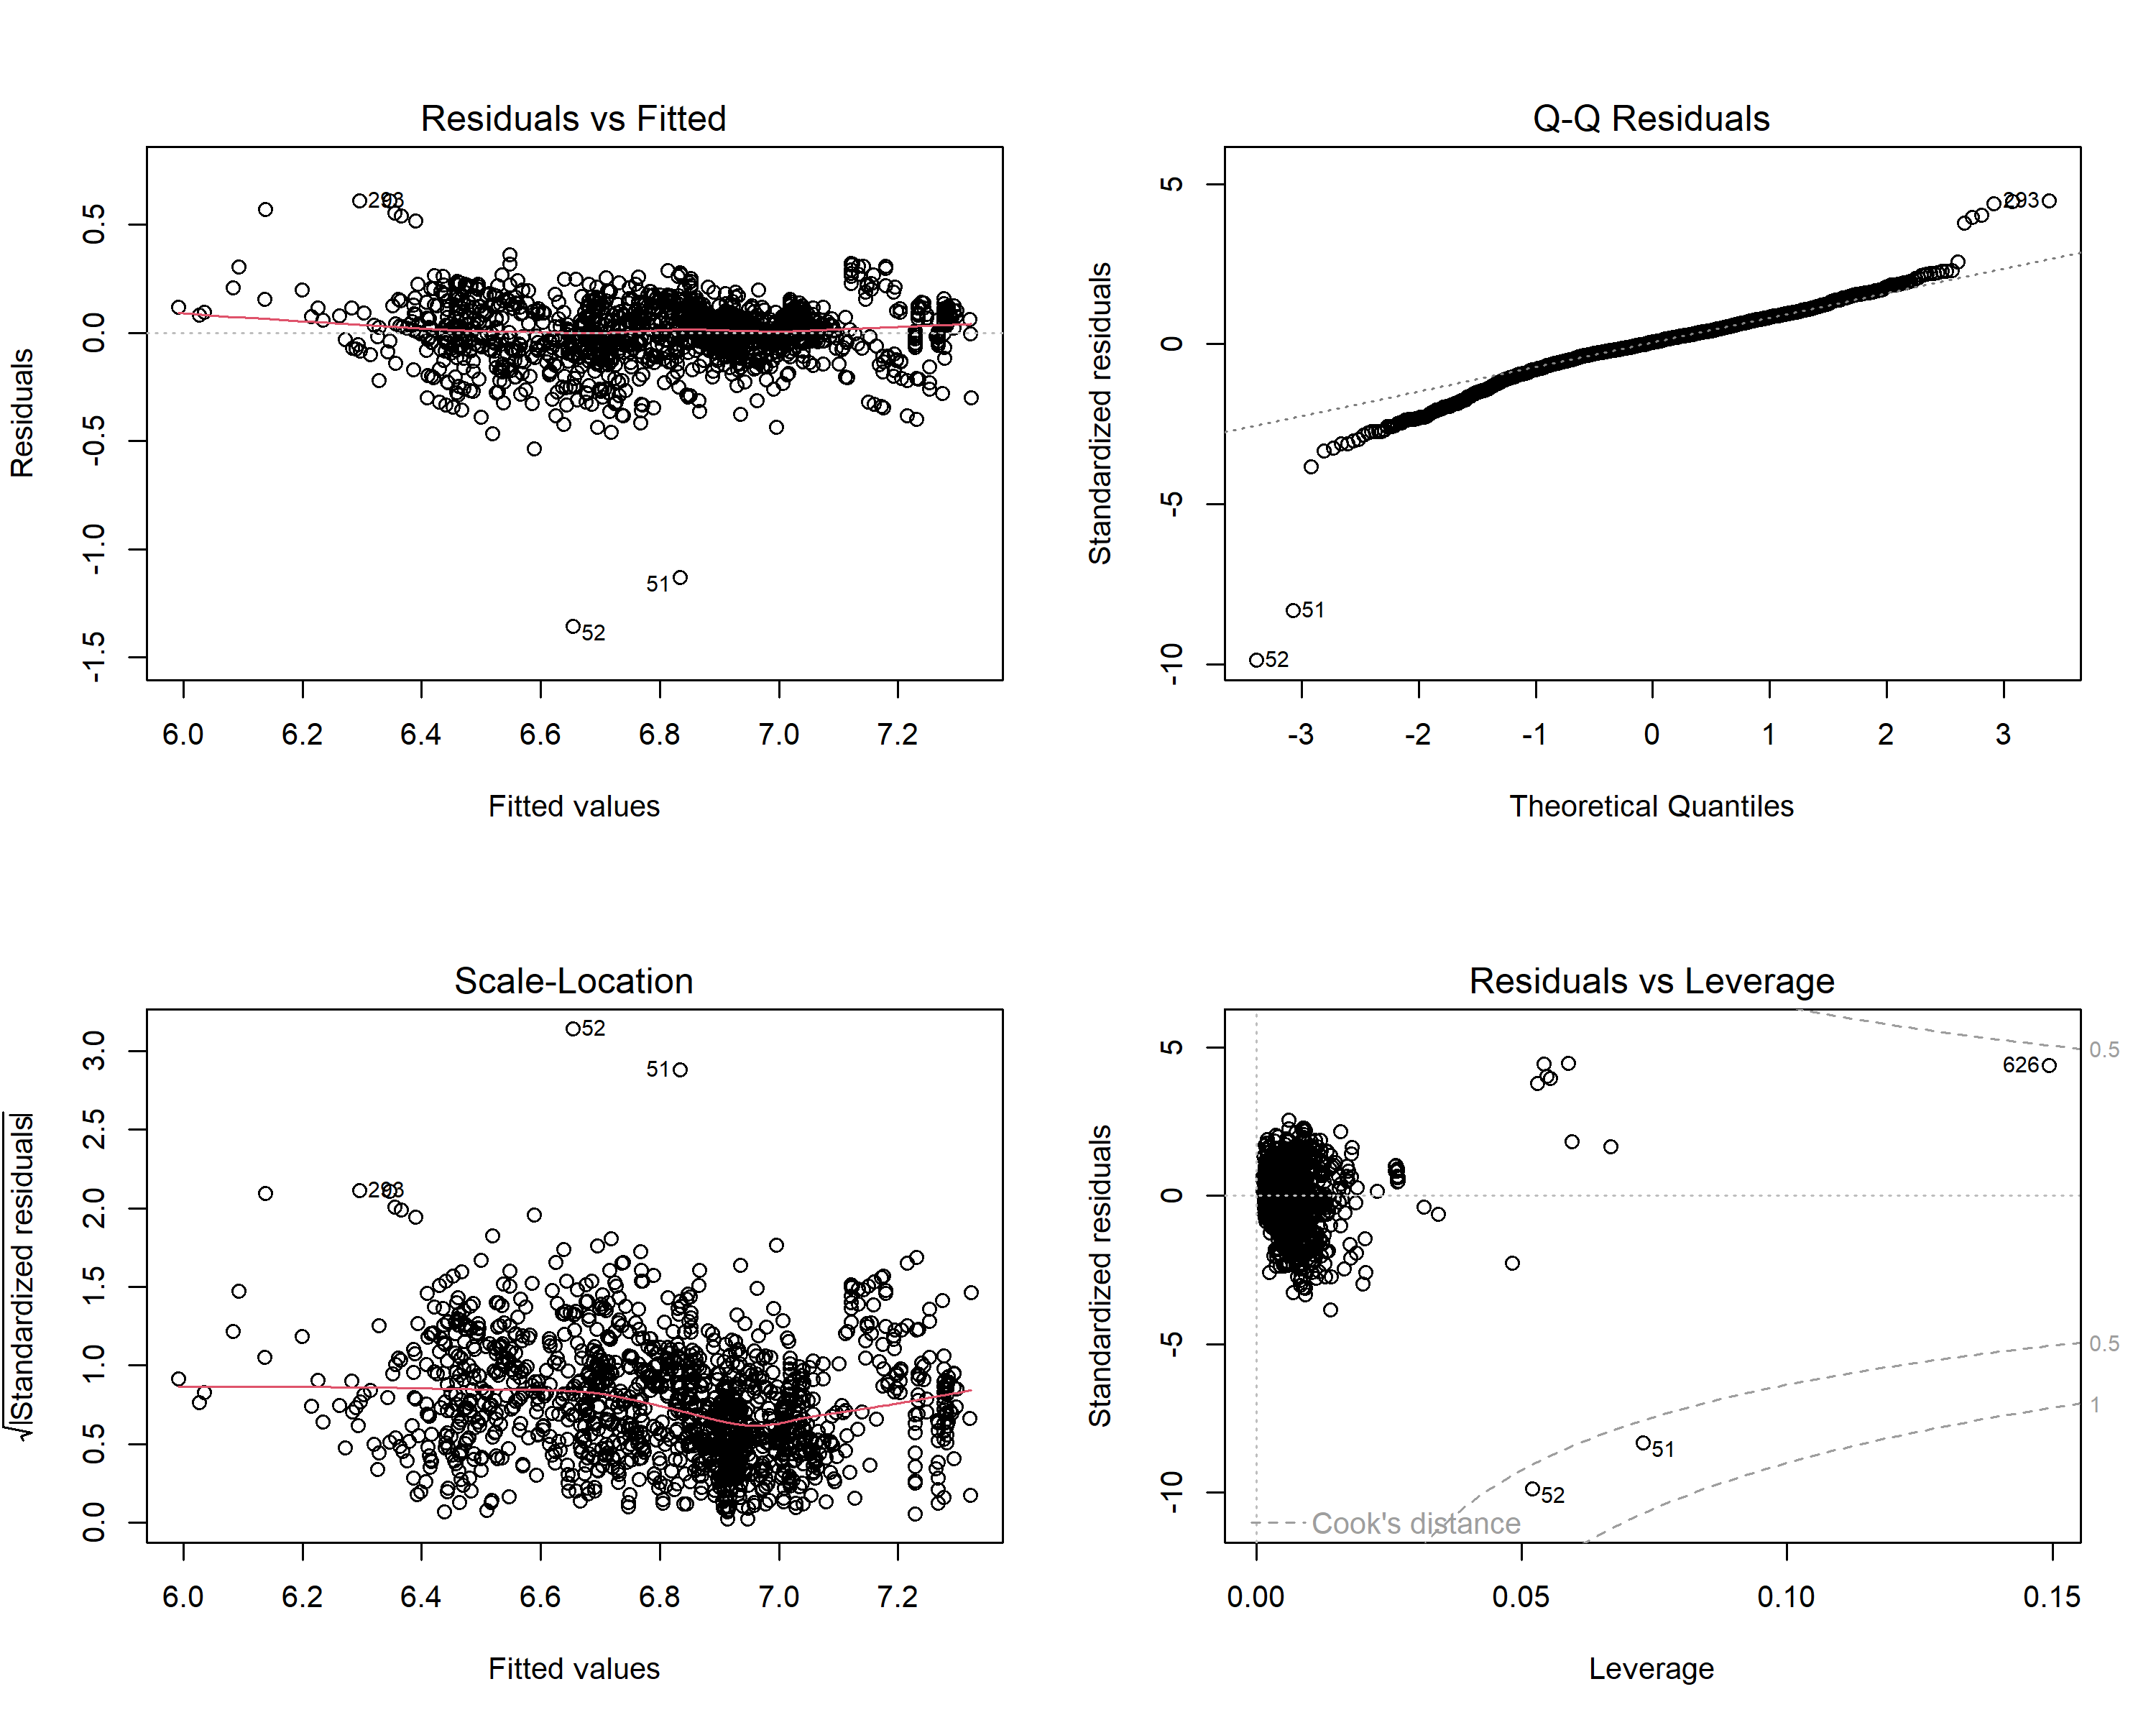 Residuals vs Fitted
Residuals
0.5
0.0
-0.5
-1.0
-1.5
293
51
52
6.0 6.2 6.4 6.6 6.8 7.0 7.2
Fitted values
Q-Q Residuals
Standardized residuals
5
0
-5
-10
293
51
52
-3 -2 -1 0 1 2 3
Theoretical Quantiles
Scale-Location
√|Standardized residuals|
3.0
2.5
2.0
1.5
1.0
0.5
0.0
52
51
293
6.0 6.2 6.4 6.6 6.8 7.0 7.2
Fitted values
Residuals vs Leverage
Standardized residuals
5
0
-5
-10
0.5
626
0.5
1
51
52
Cook's distance
0.00 0.05 0.10 0.15
Leverage